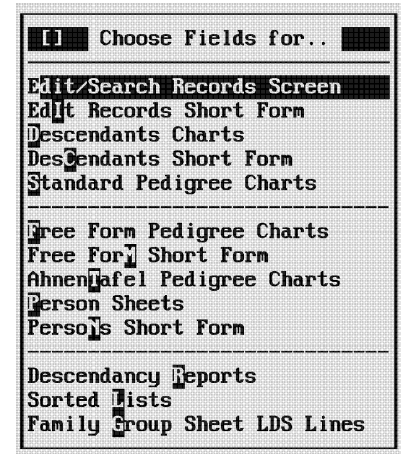 [] Choose Fields for..
Edit/Search Records Screen
EdIt Records Short Form
Descendants Charts
DesCendants Short Form
Standard Pedigree Charts
Free Form Pedigree Charts
Free ForM Short Form
AhnenTafel Pedigree Charts
Person Sheets
PersoNs Short Form
Descendancy Reports
Sorted Lists
Family Group Sheet LDS Lines